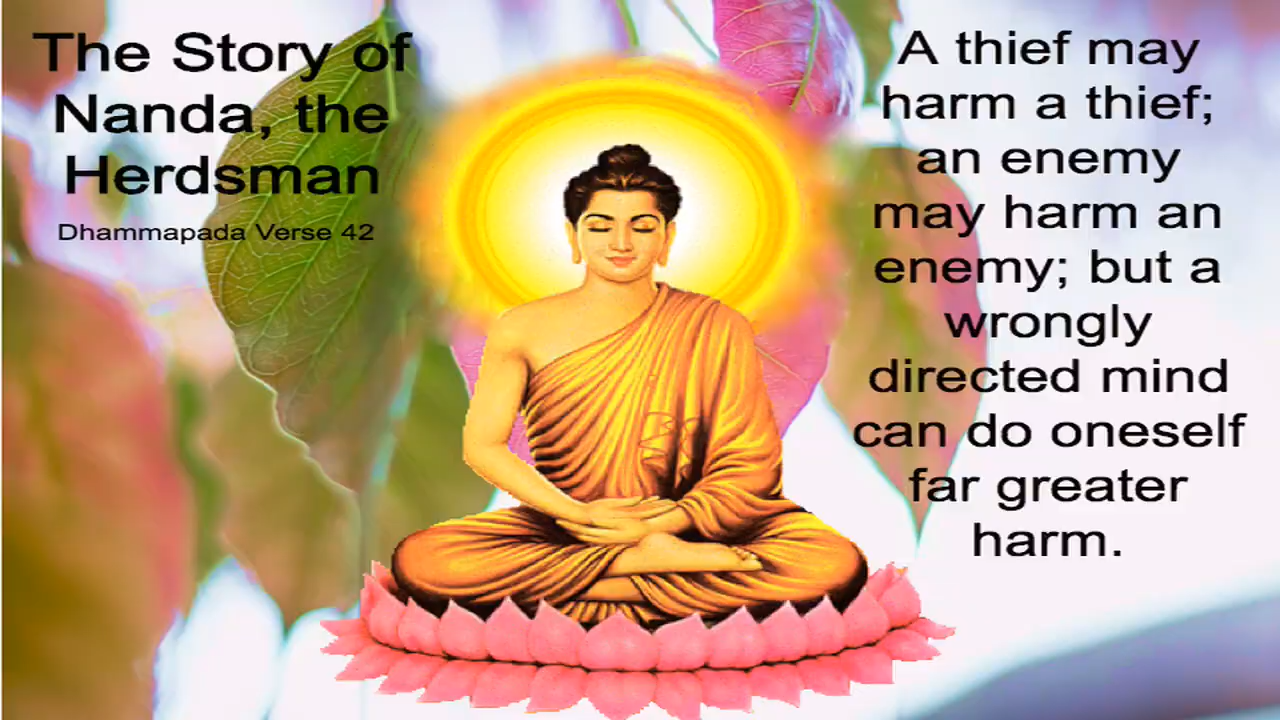 The Story of
Nanda, the
Herdsman
Dhammapada Verse 42
A thief may
harm a thief;
an enemy
may harm an
enemy; but a
wrongly
directed mind
can do oneself
far greater
harm.